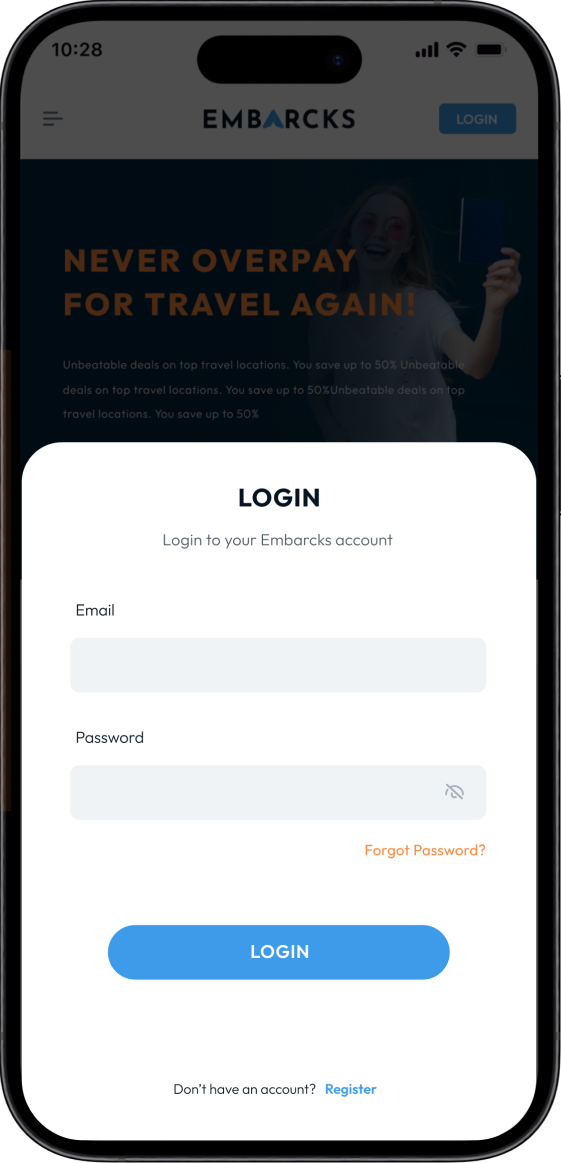 10:28
EMBARCKS
LOGIN
NEVER OVERPAY
FOR TRAVEL AGAIN!
Unbeatable deals on top travel locations. You save up to 50% Unbeatable
deals on top travel locations. You save up to 50%Unbeatable deals on top
travel locations. You save up to 50%
LOGIN
Login to your Embarcks account
Email
Password
Forgot Password?
LOGIN
Don't have an account? Register